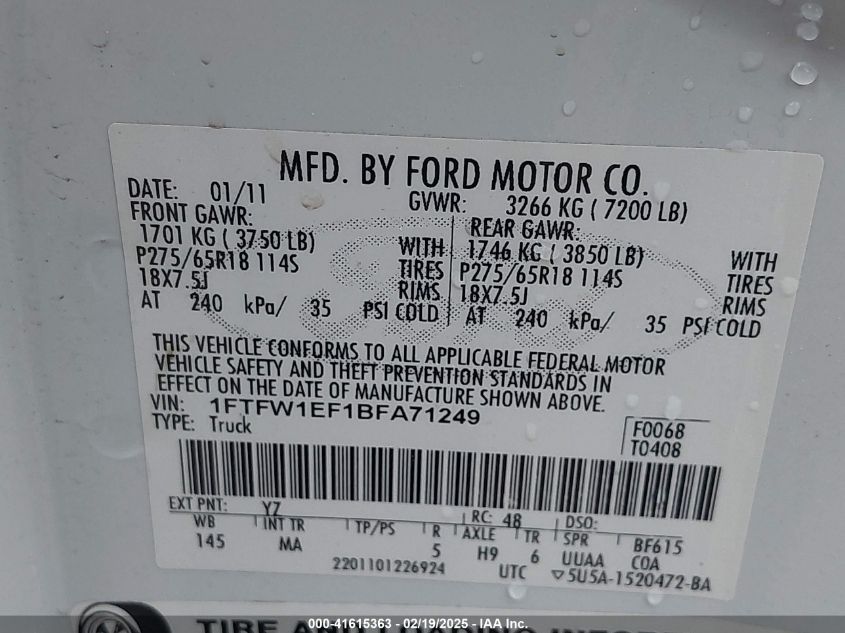 MFD. BY FORD MOTOR CO.
DATE: 01/11 GVWR: 3266 KG ( 7200 LB)
FRONT GAWR: REAR GAWR:
1701 KG ( 3750 LB) WITH 1746 KG ( 3850 LB) WITH
P275/65R18 114S TIRES P275/65R18 114S TIRES
18X7.5J RIMS 18X7.5J RIMS
AT 240 kPa/ 35 PSI COLD AT 240 kPa/ 35 PSI COLD
THIS VEHICLE CONFORMS TO ALL APPLICABLE FEDERAL MOTOR
VEHICLE SAFETY AND THEFT PREVENTION STANDARDS IN
EFFECT ON THE DATE OF MANUFACTURE SHOWN ABOVE.
VIN: 1FTFW1EF1BFA71249
TYPE: Truck
F0068
T0408
EXT PNT: YZ RC: 48 DSO:
WB INT TR TP/PS R AXLE TR SPR BF615
145 MA 5 H9 6 UUAA COA
2201101226924 UTC ▽5U5A-1520472-BA
TIRE AND LOADING
000-41615363 - 02/19/2025 - IAA Inc.